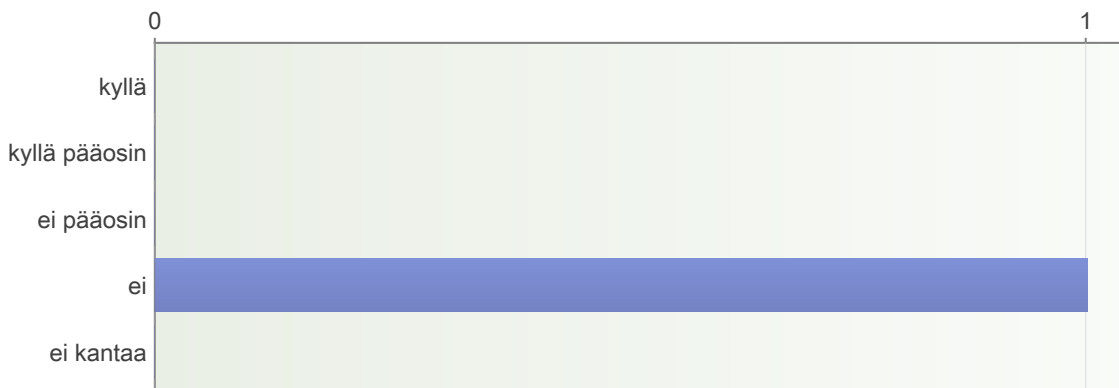 0 1
kyllä
kyllä pääosin
ei pääosin
ei
ei kantaa